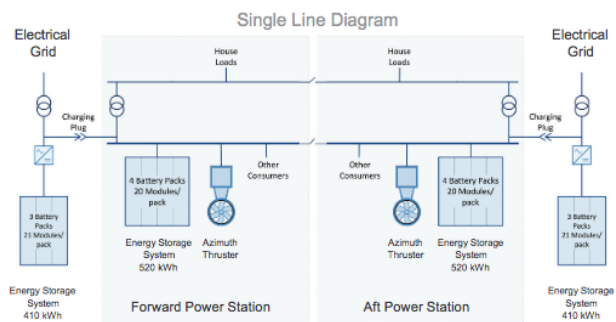 Single Line Diagram
Electrical
Grid
House
Loads
House
Loads
Electrical
Grid
Charging
Plug
Charging
Plug
4 Battery Packs
20 Modules/
pack
Other
Consumers
Other
Consumers
4 Battery Packs
20 Modules/
pack
3 Battery
Packs
21 Modules/
pack
3 Battery
Packs
21 Modules/
pack
Energy Storage
System
520 kWh
Azimuth
Thruster
Azimuth
Thruster
Energy Storage
System
520 kWh
Energy Storage
System
410 kWh
Forward Power Station
Aft Power Station
Energy Storage
System
410 kWh